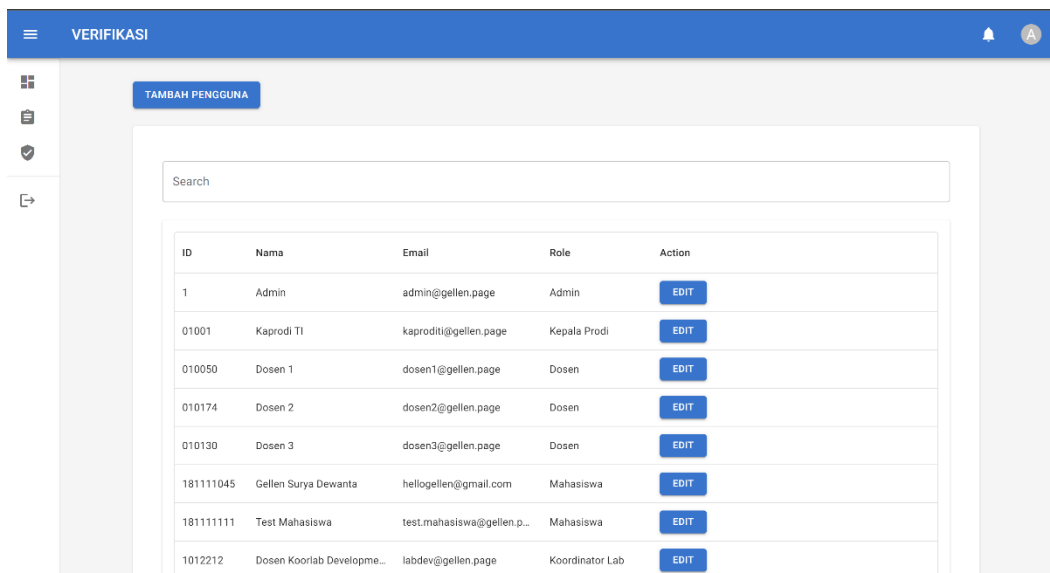 VERIFIKASI
A
TAMBAH PENGGUNA
Search
ID Nama Email Role Action
1 Admin admin@gellen.page Admin EDIT
01001 Kaprodi TI kaproditi@gellen.page Kepala Prodi EDIT
010050 Dosen 1 dosen1@gellen.page Dosen EDIT
010174 Dosen 2 dosen2@gellen.page Dosen EDIT
010130 Dosen 3 dosen3@gellen.page Dosen EDIT
181111045 Gellen Surya Dewanta hellogellen@gmail.com Mahasiswa EDIT
181111111 Test Mahasiswa test.mahasiswa@gellen.p... Mahasiswa EDIT
1012212 Dosen Koorlab Developme... labdev@gellen.page Koordinator Lab EDIT